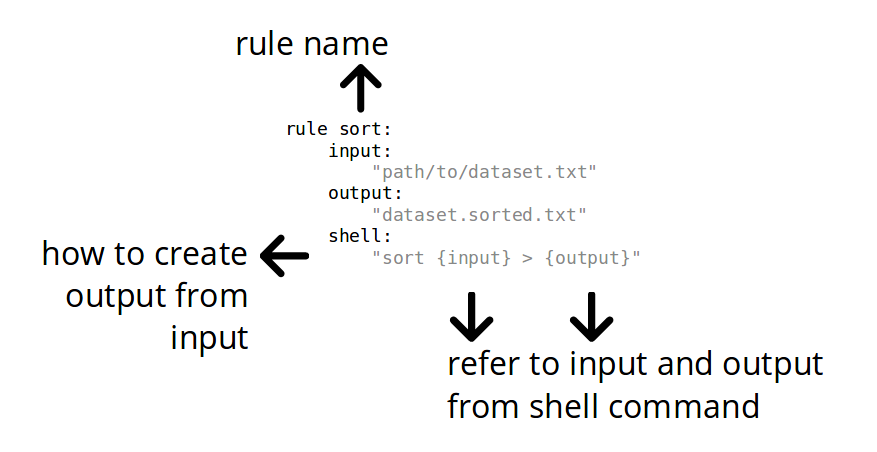 rule name
rule sort:
    input:
        "path/to/dataset.txt"
    output:
        "dataset.sorted.txt"
    shell:
        "sort {input} > {output}"
how to create
output from
input
refer to input and output
from shell command